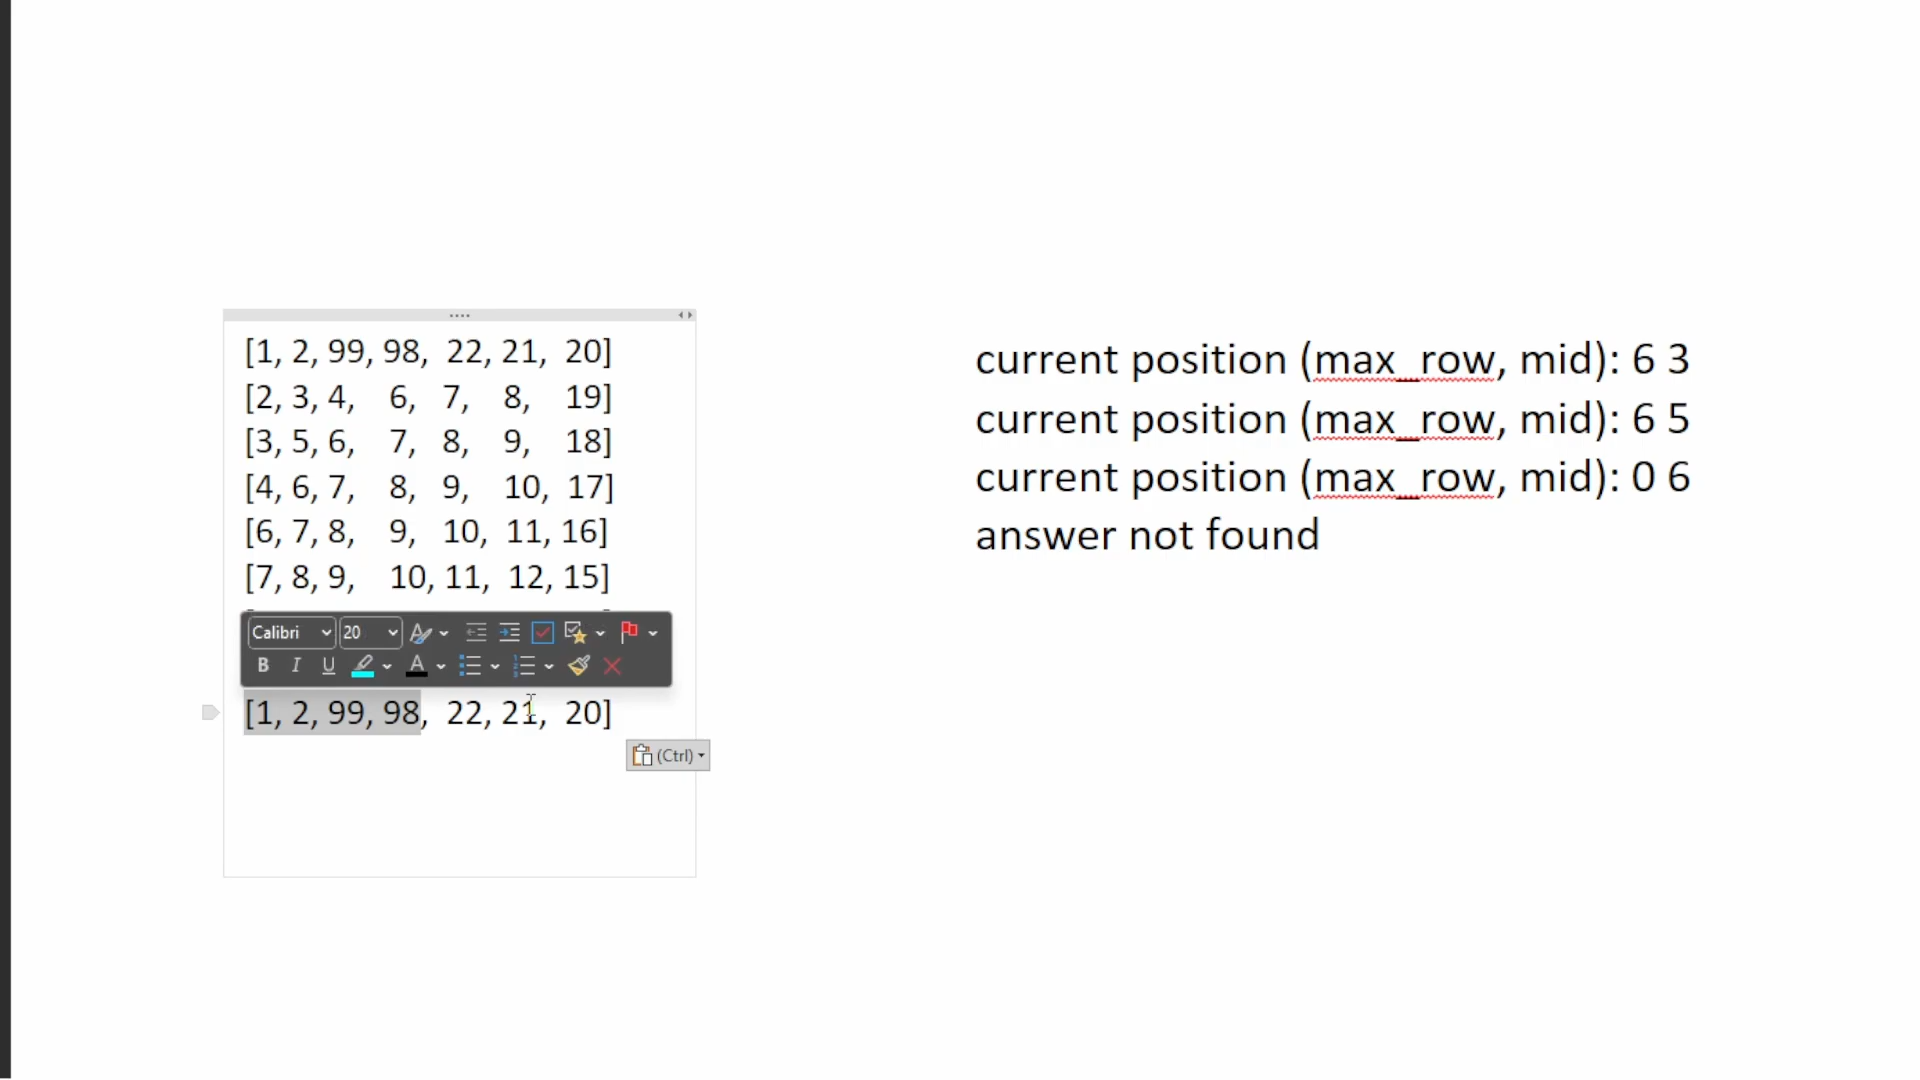 [1, 2, 99, 98, 22, 21, 20]
[2, 3, 4, 6, 7, 8, 19]
[3, 5, 6, 7, 8, 9, 18]
[4, 6, 7, 8, 9, 10, 17]
[6, 7, 8, 9, 10, 11, 16]
[7, 8, 9, 10, 11, 12, 15]
Calibri 20
B I U A
[1, 2, 99, 98, 22, 21, 20]
(Ctrl)
current position (max_row, mid): 6 3
current position (max_row, mid): 6 5
current position (max_row, mid): 0 6
answer not found